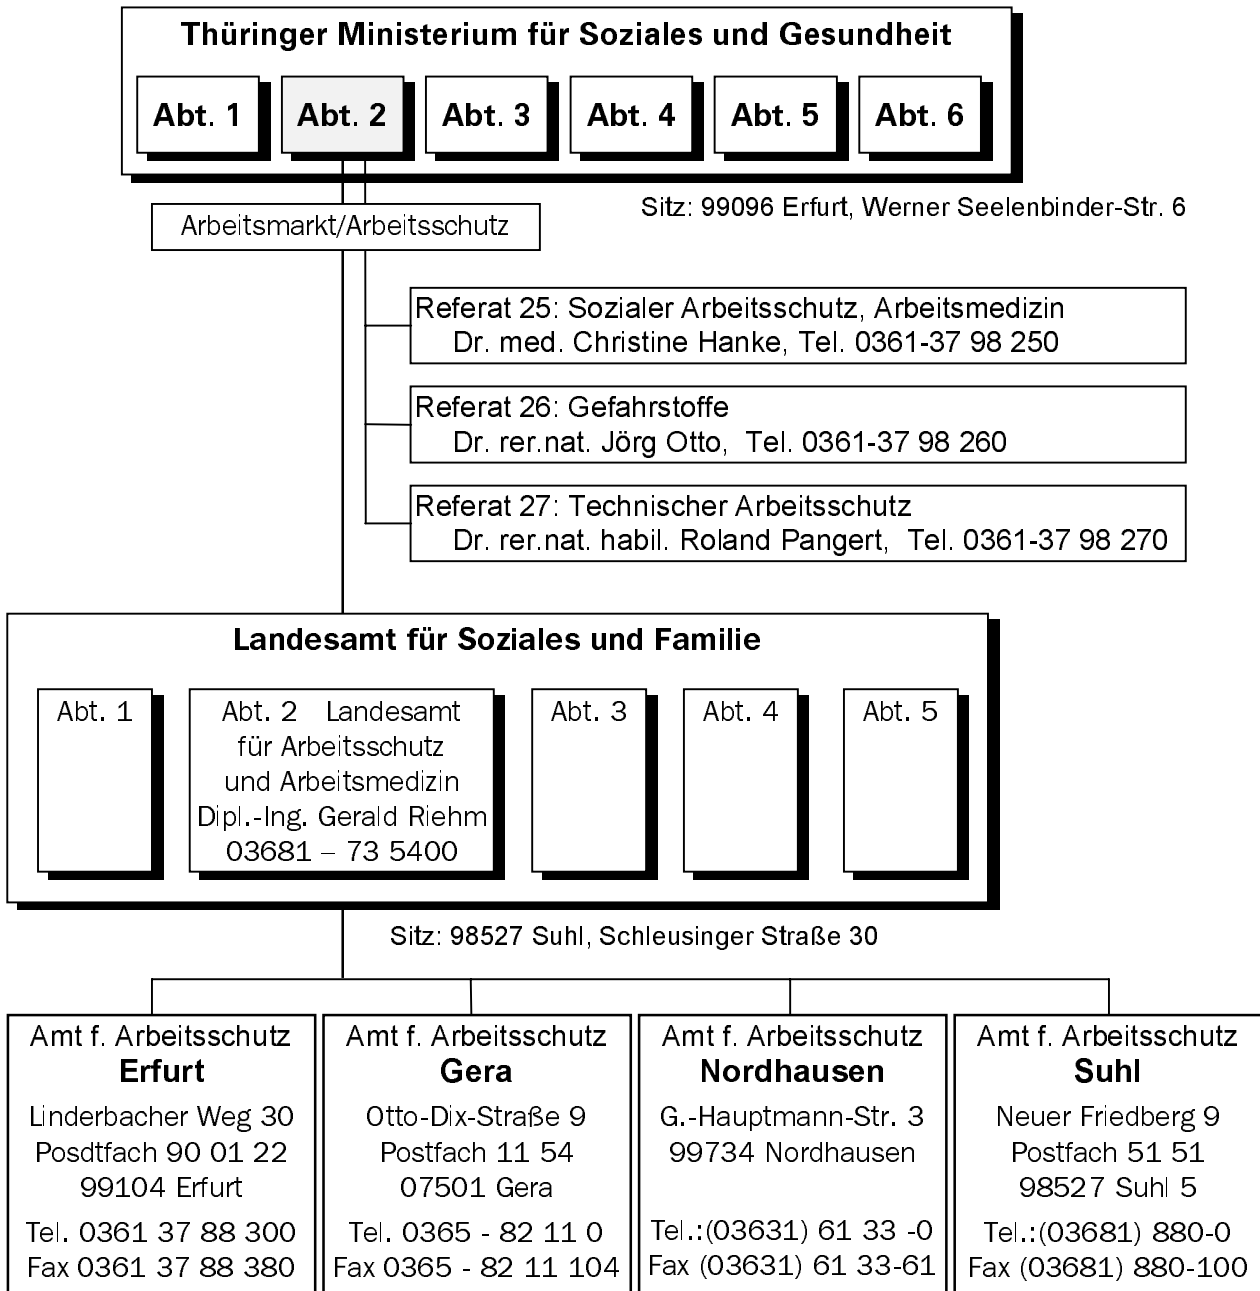 Thüringer Ministerium für Soziales und Gesundheit
Abt. 1
Abt. 2
Abt. 3
Abt. 4
Abt. 5
Abt. 6
Sitz: 99096 Erfurt, Werner Seelenbinder-Str. 6
Arbeitsmarkt/Arbeitsschutz
Referat 25: Sozialer Arbeitsschutz, Arbeitsmedizin
Dr. med. Christine Hanke, Tel. 0361-37 98 250
Referat 26: Gefahrstoffe
Dr. rer.nat. Jörg Otto, Tel. 0361-37 98 260
Referat 27: Technischer Arbeitsschutz
Dr. rer.nat. habil. Roland Pangert, Tel. 0361-37 98 270
Landesamt für Soziales und Familie
Abt. 1
Abt. 2 Landesamt
für Arbeitsschutz
und Arbeitsmedizin
Dipl.-Ing. Gerald Riehm
03681 – 73 5400
Abt. 3
Abt. 4
Abt. 5
Sitz: 98527 Suhl, Schleusinger Straße 30
Amt f. Arbeitsschutz
Erfurt
Linderbacher Weg 30
Posdtfach 90 01 22
99104 Erfurt
Tel. 0361 37 88 300
Fax 0361 37 88 380
Amt f. Arbeitsschutz
Gera
Otto-Dix-Straße 9
Postfach 11 54
07501 Gera
Tel. 0365 - 82 11 0
Fax 0365 - 82 11 104
Amt f. Arbeitsschutz
Nordhausen
G.-Hauptmann-Str. 3
99734 Nordhausen
Tel.:(03631) 61 33 -0
Fax (03631) 61 33-61
Amt f. Arbeitsschutz
Suhl
Neuer Friedberg 9
Postfach 51 51
98527 Suhl 5
Tel.:(03681) 880-0
Fax (03681) 880-100